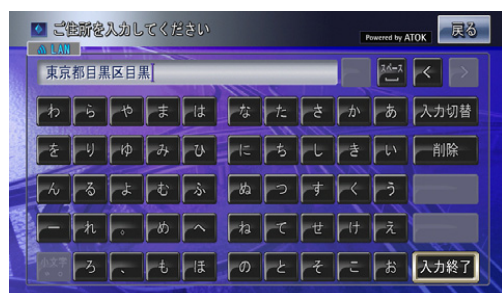 ご住所を入力してください
Powered by ATOK 戻る
LAN
東京都目黒区目黒
スペース < >
わ ら や ま は な た さ か あ 入力切替
を り ゆ み ひ に ち し き い 削除
ん る よ む ふ ぬ つ す く う
ー れ 。 め へ ね て せ け え
小文字 ろ 、 も ほ の と そ こ お 入力終了